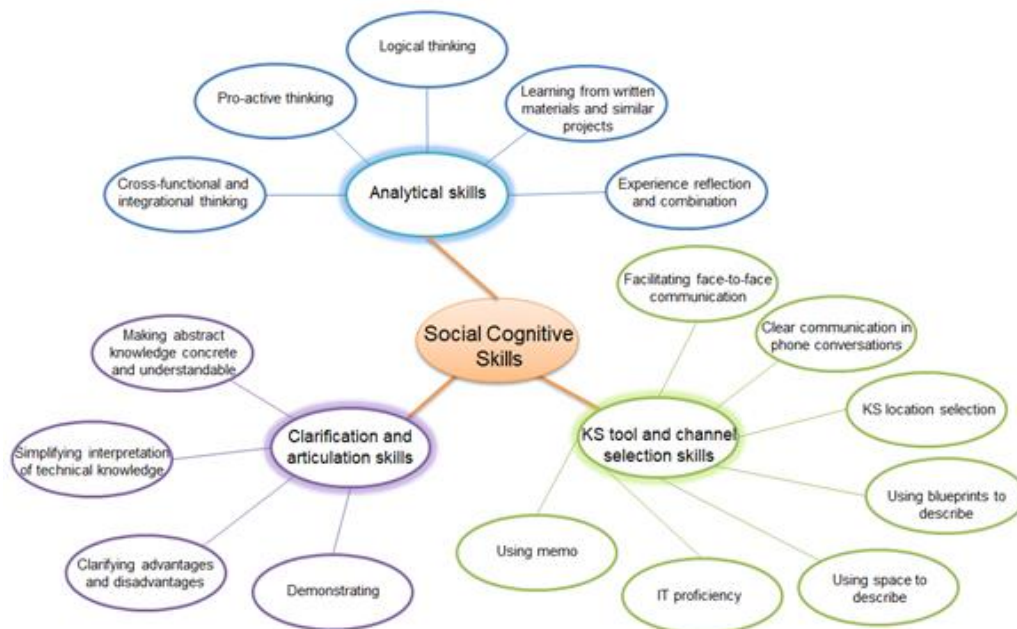 Logical thinking
Pro-active thinking
Learning from written
materials and similar
projects
Cross-functional and
integrational thinking
Analytical skills
Experience reflection
and combination
Facilitating face-to-face
communication
Social Cognitive
Skills
Making abstract
knowledge concrete
and understandable
Clear communication in
phone conversations
KS location selection
Clarification and
articulation skills
KS tool and channel
selection skills
Simplifying interpretation
of technical knowledge
Using blueprints to
describe
Using memo
Clarifying advantages
and disadvantages
Demonstrating
IT proficiency
Using space to
describe